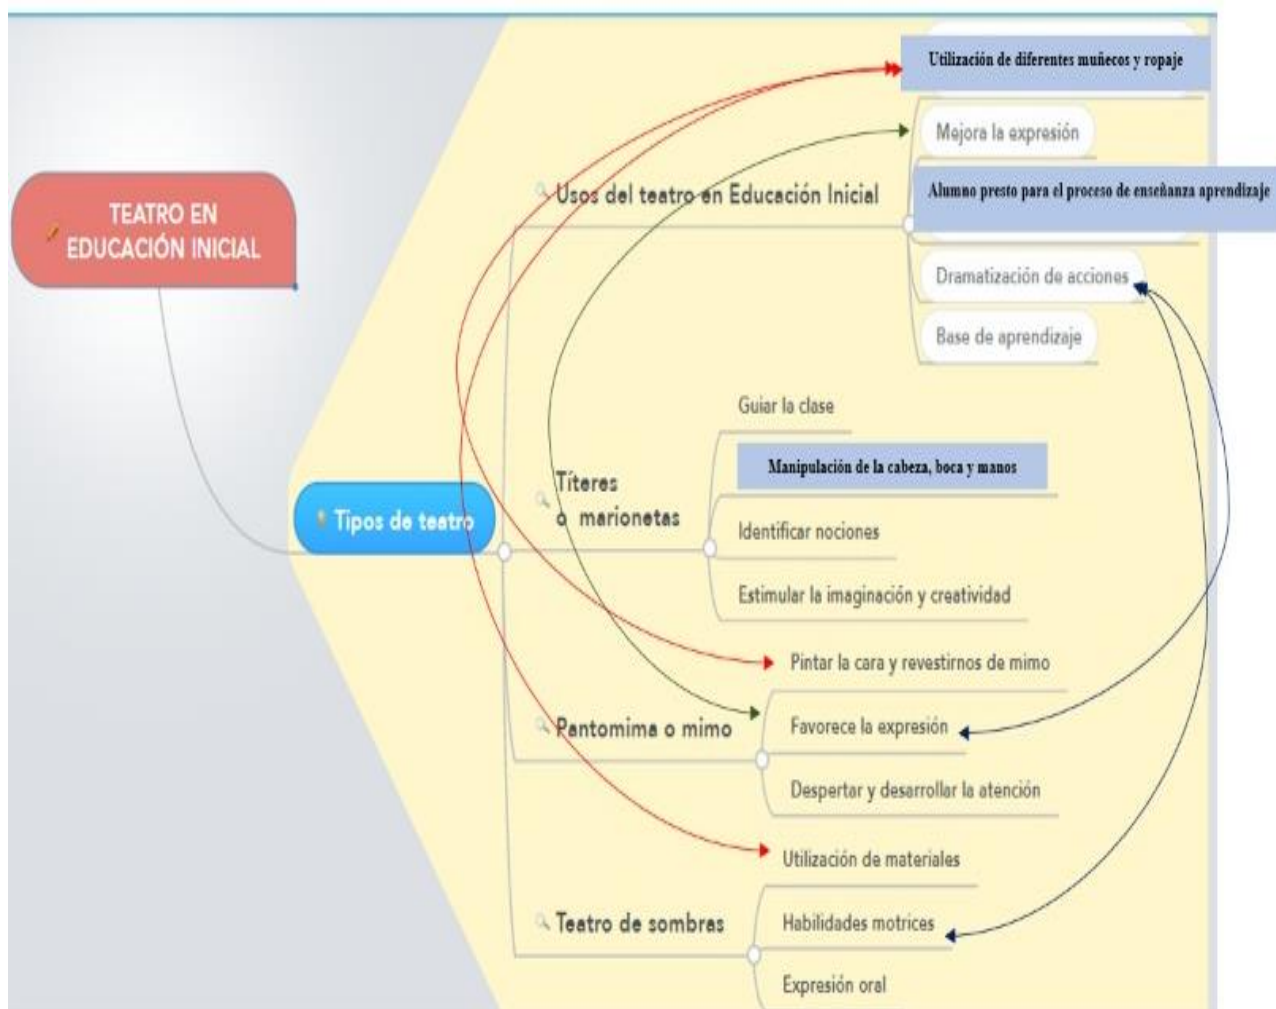 TEATRO EN
EDUCACIÓN INICIAL
Tipos de teatro
Usos del teatro en Educación Inicial
Utilización de diferentes muñecos y ropaje
Mejora la expresión
Alumno presto para el proceso de enseñanza aprendizaje
Dramatización de acciones
Base de aprendizaje
Títeres
o marionetas
Guiar la clase
Manipulación de la cabeza, boca y manos
Identificar nociones
Estimular la imaginación y creatividad
Pantomima o mimo
Pintar la cara y revestirnos de mimo
Favorece la expresión
Despertar y desarrollar la atención
Teatro de sombras
Utilización de materiales
Habilidades motrices
Expresión oral